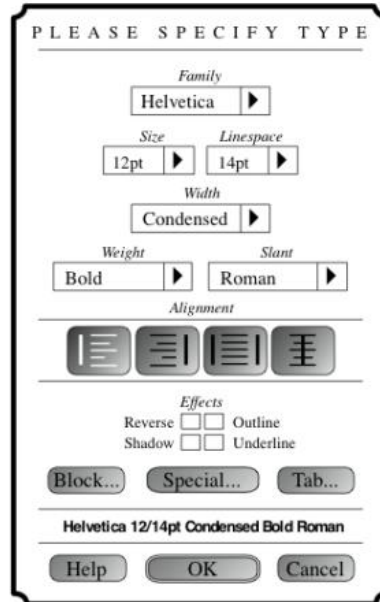 PLEASE SPECIFY TYPE
Family
Helvetica
Size Linespace
12pt 14pt
Width
Condensed
Weight Slant
Bold Roman
Alignment
Effects
Reverse Outline
Shadow Underline
Block... Special... Tab...
Helvetica 12/14pt Condensed Bold Roman
Help OK Cancel